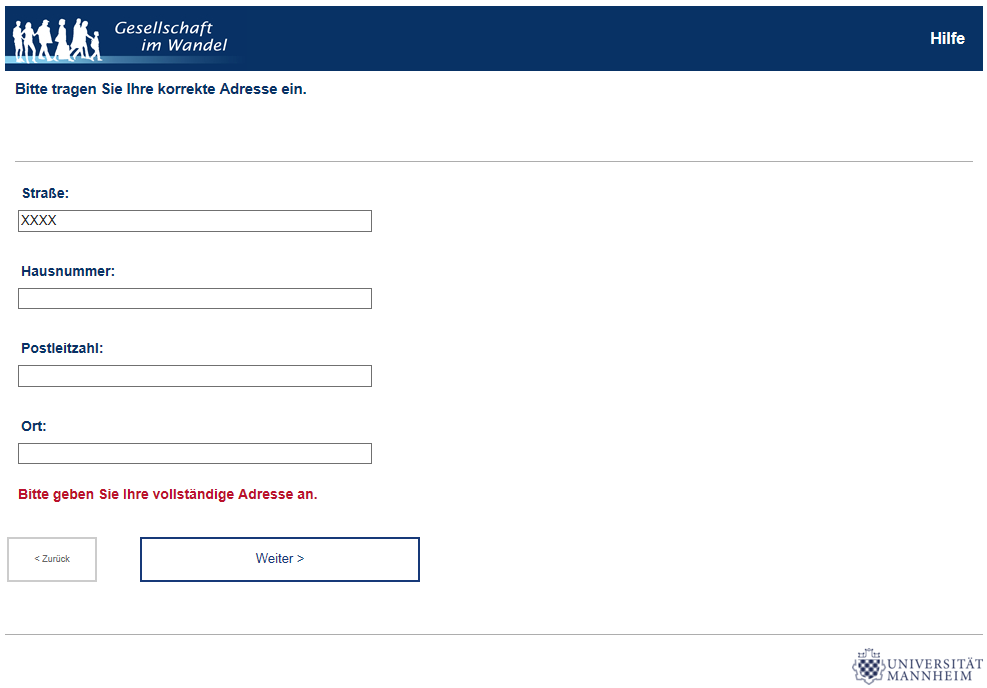 Gesellschaft
im Wandel
Hilfe
Bitte tragen Sie Ihre korrekte Adresse ein.
Straße:
XXXX
Hausnummer:
Postleitzahl:
Ort:
Bitte geben Sie Ihre vollständige Adresse an.
< Zurück
Weiter >
UNIVERSITÄT
MANNHEIM